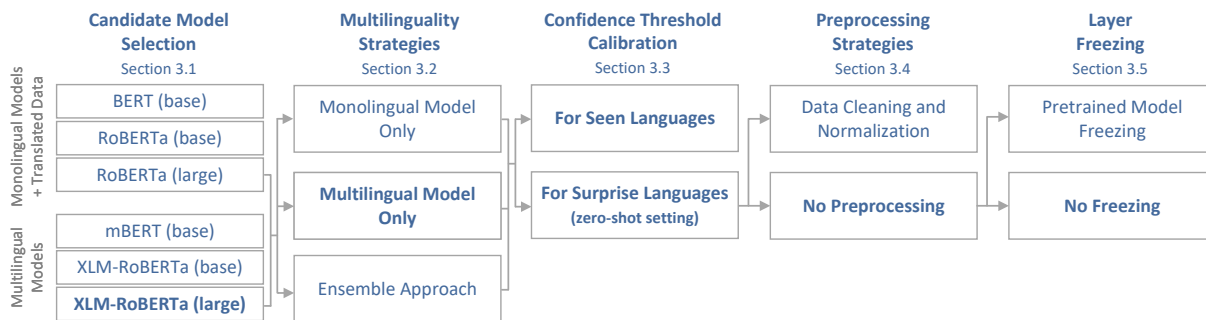 Candidate Model
Selection
Section 3.1
Multilinguality
Strategies
Section 3.2
Confidence Threshold
Calibration
Section 3.3
Preprocessing
Strategies
Section 3.4
Layer
Freezing
Section 3.5
Monolingual Models
+ Translated Data
BERT (base)
RoBERTa (base)
RoBERTa (large)
Multilingual
Models
mBERT (base)
XLM-RoBERTa (base)
XLM-RoBERTa (large)
Monolingual Model
Only
Multilingual Model
Only
Ensemble Approach
For Seen Languages
For Surprise Languages
(zero-shot setting)
Data Cleaning and
Normalization
No Preprocessing
Pretrained Model
Freezing
No Freezing